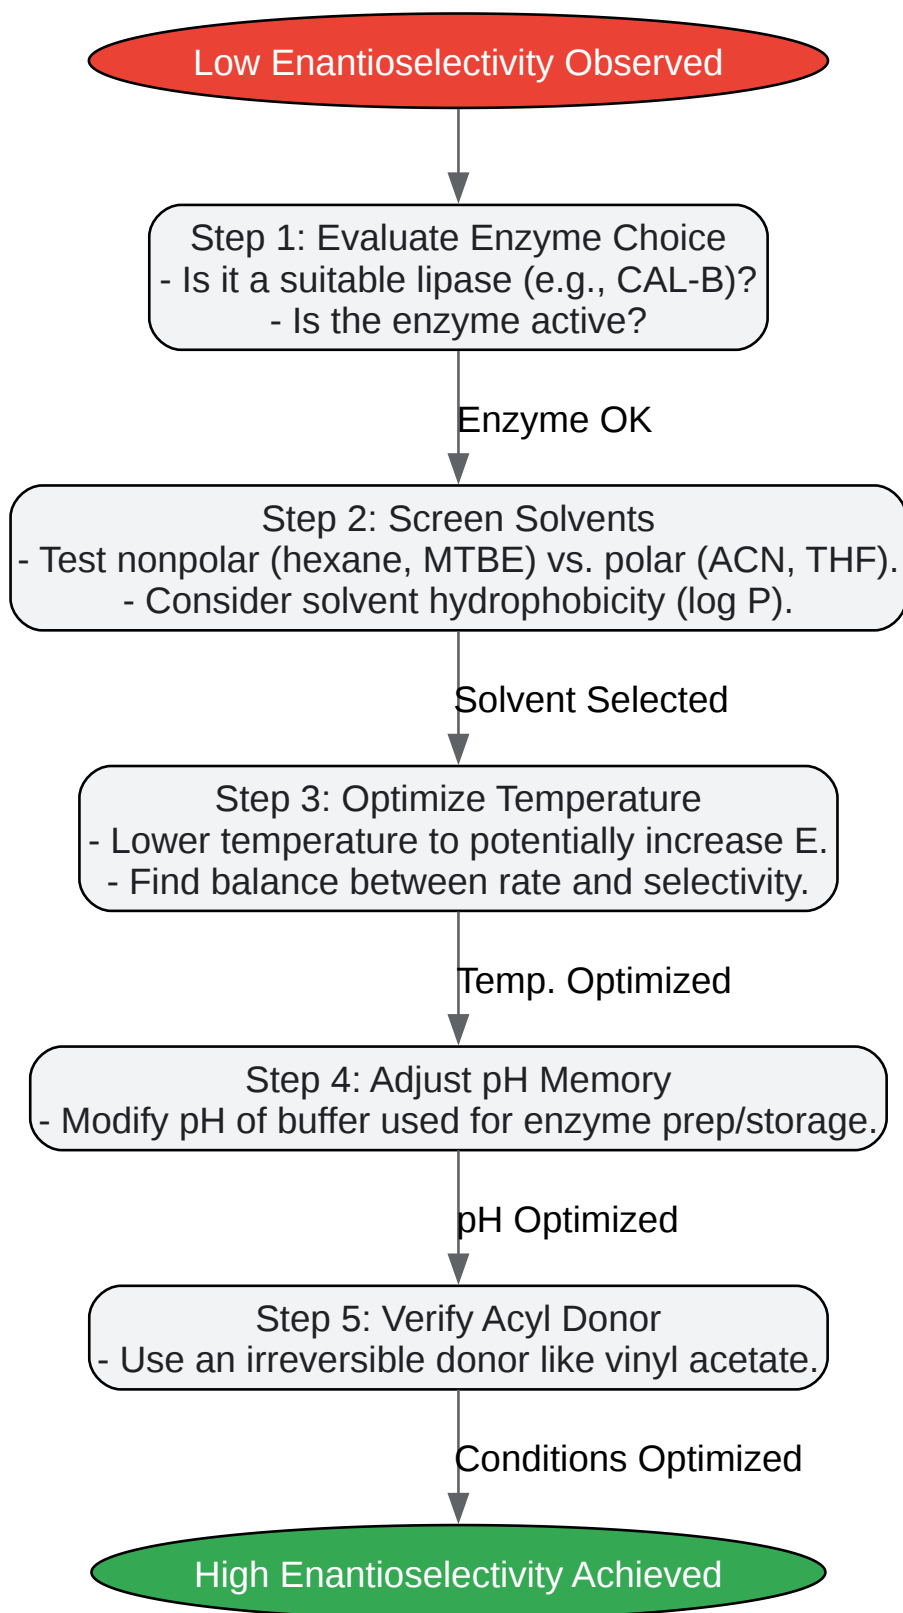 Low Enantioselectivity Observed
Step 1: Evaluate Enzyme Choice
- Is it a suitable lipase (e.g., CAL-B)?
- Is the enzyme active?
Enzyme OK
Step 2: Screen Solvents
- Test nonpolar (hexane, MTBE) vs. polar (ACN, THF).
- Consider solvent hydrophobicity (log P).
Solvent Selected
Step 3: Optimize Temperature
- Lower temperature to potentially increase E.
- Find balance between rate and selectivity.
Temp. Optimized
Step 4: Adjust pH Memory
- Modify pH of buffer used for enzyme prep/storage.
pH Optimized
Step 5: Verify Acyl Donor
- Use an irreversible donor like vinyl acetate.
Conditions Optimized
High Enantioselectivity Achieved